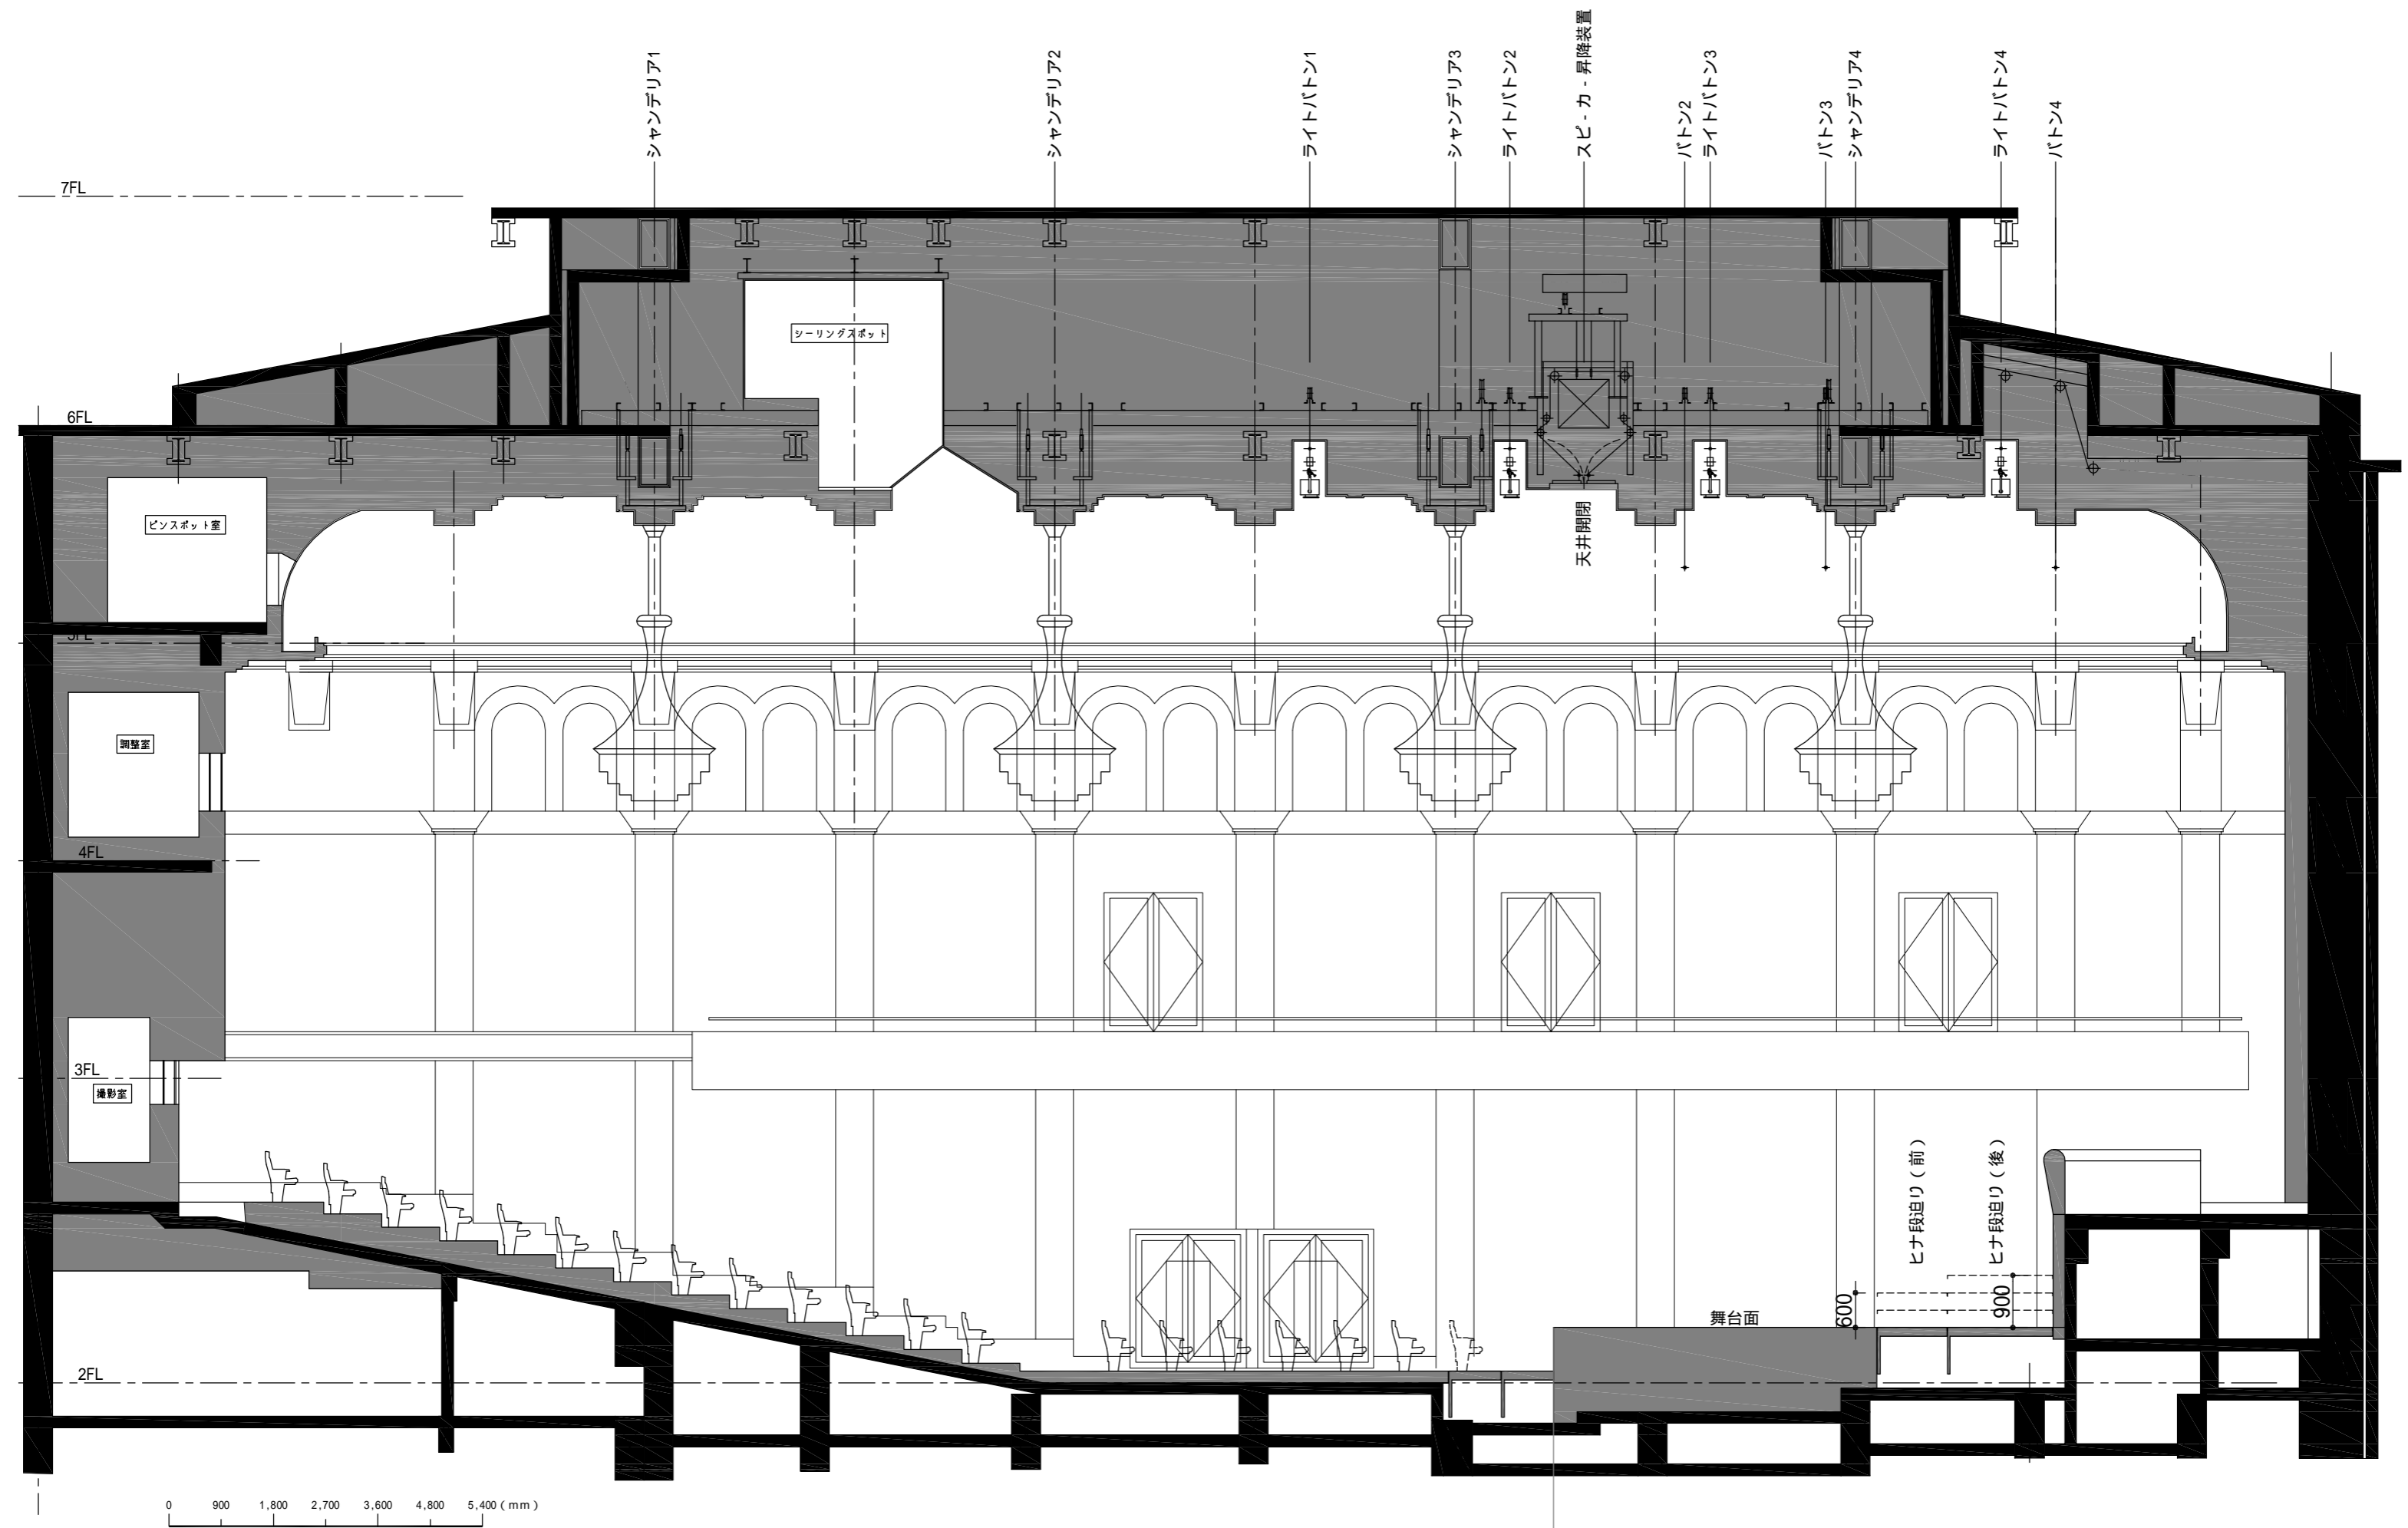 シャンデリア1
シャンデリア2
ライトバトン1
シャンデリア3
ライトバトン2
スピ-カ-昇降装置
バトン2
ライトバトン3
バトン3
シャンデリア4
ライトバトン4
バトン4
7FL
シーリングスポット
6FL
ピンスポット室
天井開閉
5FL
調整室
4FL
3FL
撮影室
ヒナ段迫り（前）
ヒナ段迫り（後）
600
900
舞台面
2FL
0 900 1,800 2,700 3,600 4,800 5,400（mm）